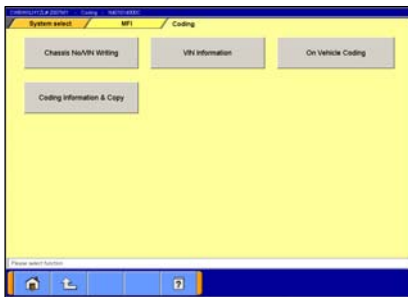 System select MFI Coding
Chassis No/VIN Writing VIN Information On Vehicle Coding
Coding Information & Copy
Please select function
?